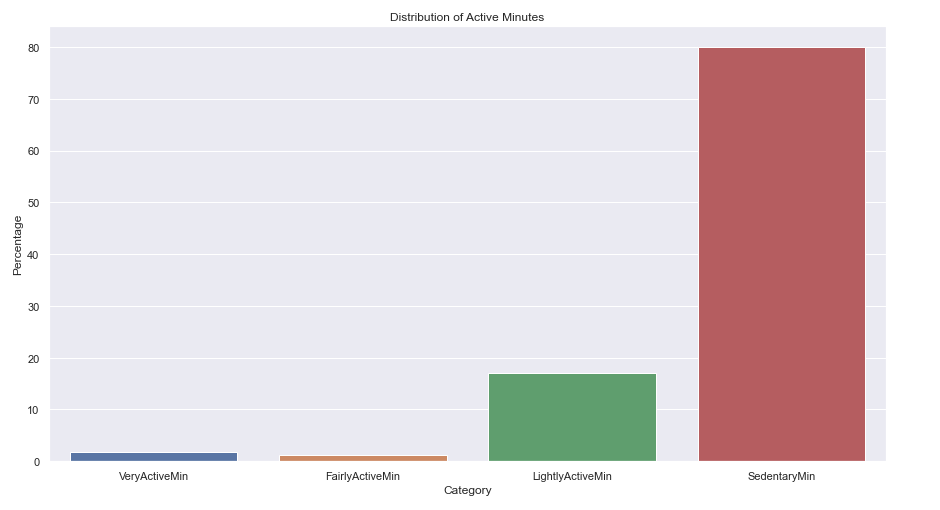 Distribution of Active Minutes
80
70
60
50
40
30
20
10
0
Percentage
VeryActiveMin FairlyActiveMin LightlyActiveMin SedentaryMin
Category